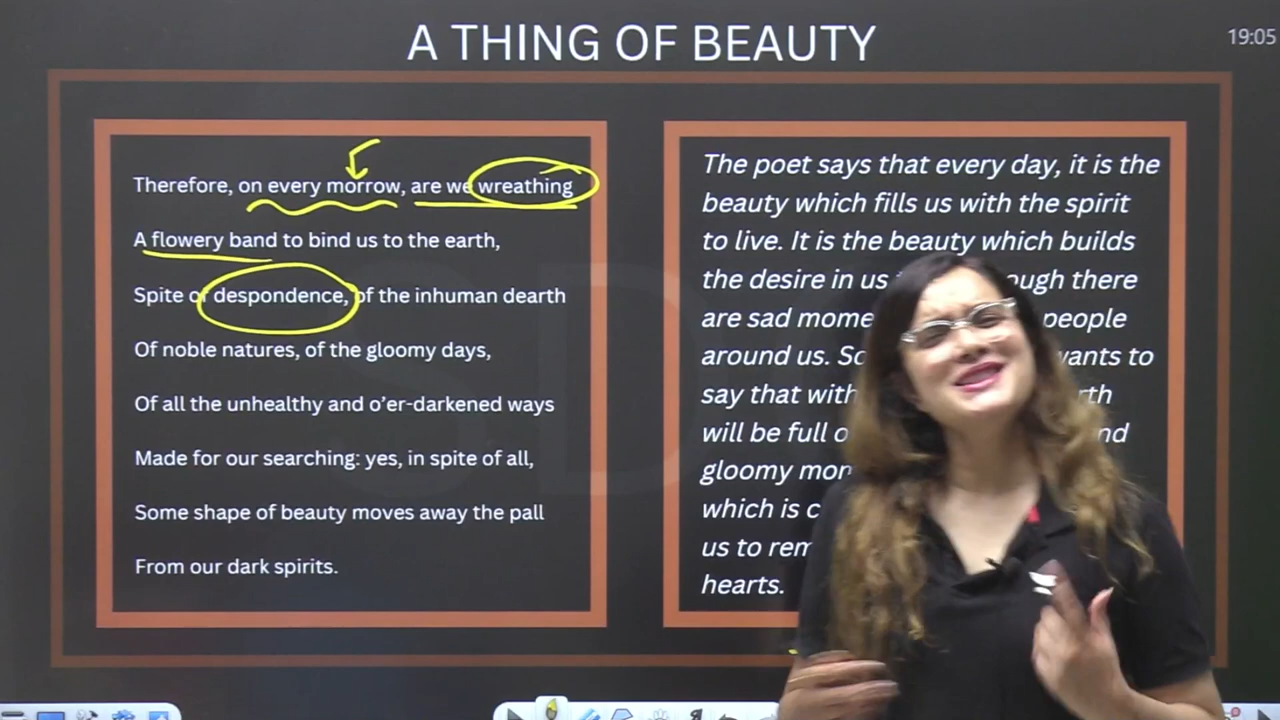 A THING OF BEAUTY
19:05
Therefore, on every morrow, are we wreathing
A flowery band to bind us to the earth,
Spite of despondence, of the inhuman dearth
Of noble natures, of the gloomy days,
Of all the unhealthy and o'er-darkened ways
Made for our searching: yes, in spite of all,
Some shape of beauty moves away the pall
From our dark spirits.
The poet says that every day, it is the
beauty which fills us with the spirit
to live. It is the beauty which builds
the desire in us
there
are sad people
around us. wants to
say that
will be full
gloomy
which is
us to
hearts.